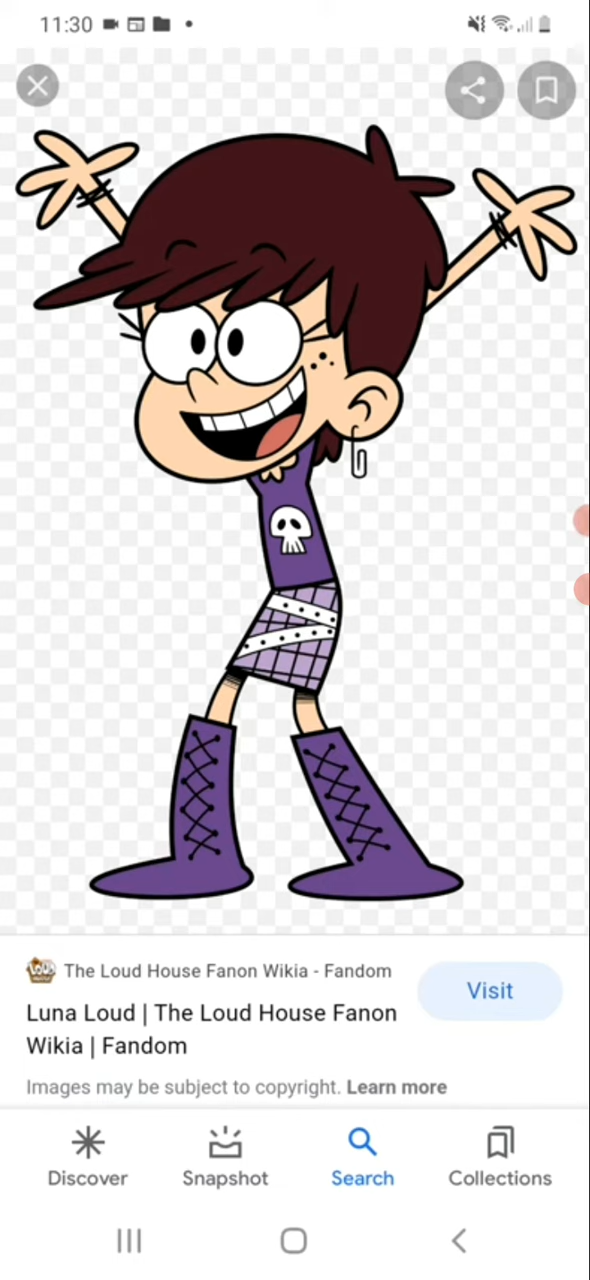 11:30
The Loud House Fanon Wikia - Fandom
Visit
Luna Loud | The Loud House Fanon
Wikia | Fandom
Images may be subject to copyright. Learn more
Discover
Snapshot
Search
Collections